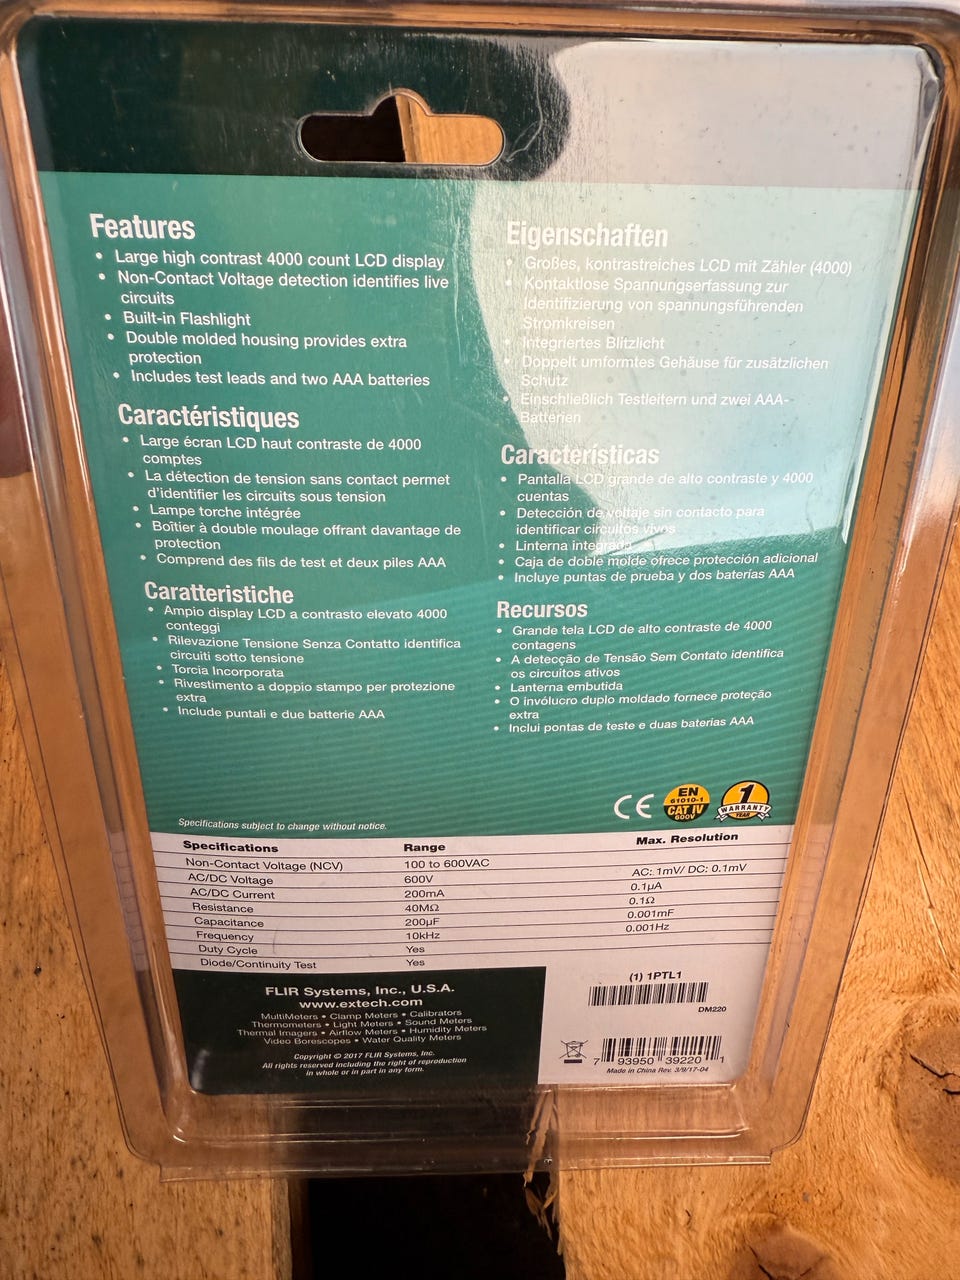 Features
• Large high contrast 4000 count LCD display
• Non-Contact Voltage detection identifies live
circuits
• Built-in Flashlight
• Double molded housing provides extra
protection
• Includes test leads and two AAA batteries
Caractéristiques
• Large écran LCD haut contraste de 4000
comptes
• La détection de tension sans contact permet
d'identifier les circuits sous tension
• Lampe torche intégrée
• Boîtier à double moulage offrant davantage de
protection
• Comprend des fils de test et deux piles AAA
Caratteristiche
• Ampio display LCD a contrasto elevato 4000
conteggi
• Rilevazione Tensione Senza Contatto identifica
circuiti sotto tensione
• Torcia Incorporata
• Rivestimento a doppio stampo per protezione
extra
• Include puntali e due batterie AAA
Eigenschaften
• Großes, kontrastreiches LCD mit Zähler (4000)
• Kontaktlose Spannungserfassung zur
Identifizierung von spannungsführenden
Stromkreisen
• Integriertes Blitzlicht
• Doppelt umformtes Gehäuse für zusätzlichen
Schutz
• Einschließlich Testleitern und zwei AAA-
Batterien
Características
• Pantalla LCD grande de alto contraste y 4000
cuentas
• Detección de voltaje sin contacto para
identificar circuitos vivos
• Linterna integrada
• Caja de doble molde ofrece protección adicional
• Incluye puntas de prueba y dos baterías AAA
Recursos
• Grande tela LCD de alto contraste de 4000
contagens
• A detecção de Tensão Sem Contato identifica
os circuitos ativos
• Lanterna embutida
• O invólucro duplo moldado fornece proteção
extra
• Inclui pontas de teste e duas baterias AAA
CE
EN
61010-1
CAT IV
600V
1
WARRANTY
YEAR
Specifications subject to change without notice.
Specifications Range Max. Resolution
Non-Contact Voltage (NCV) 100 to 600VAC
AC/DC Voltage 600V AC: 1mV/ DC: 0.1mV
AC/DC Current 200mA 0.1µA
Resistance 40MΩ 0.1Ω
Capacitance 200µF 0.001mF
Frequency 10kHz 0.001Hz
Duty Cycle Yes
Diode/Continuity Test Yes
FLIR Systems, Inc., U.S.A.
www.extech.com
MultiMeters • Clamp Meters • Calibrators
Thermometers • Light Meters • Sound Meters
Thermal Imagers • Airflow Meters • Humidity Meters
Video Borescopes • Water Quality Meters
Copyright © 2017 FLIR Systems, Inc.
All rights reserved including the right of reproduction
in whole or in part in any form.
(1) 1PTL1
DM220
7 93950 39220 1
Made in China Rev. 3/9/17-04